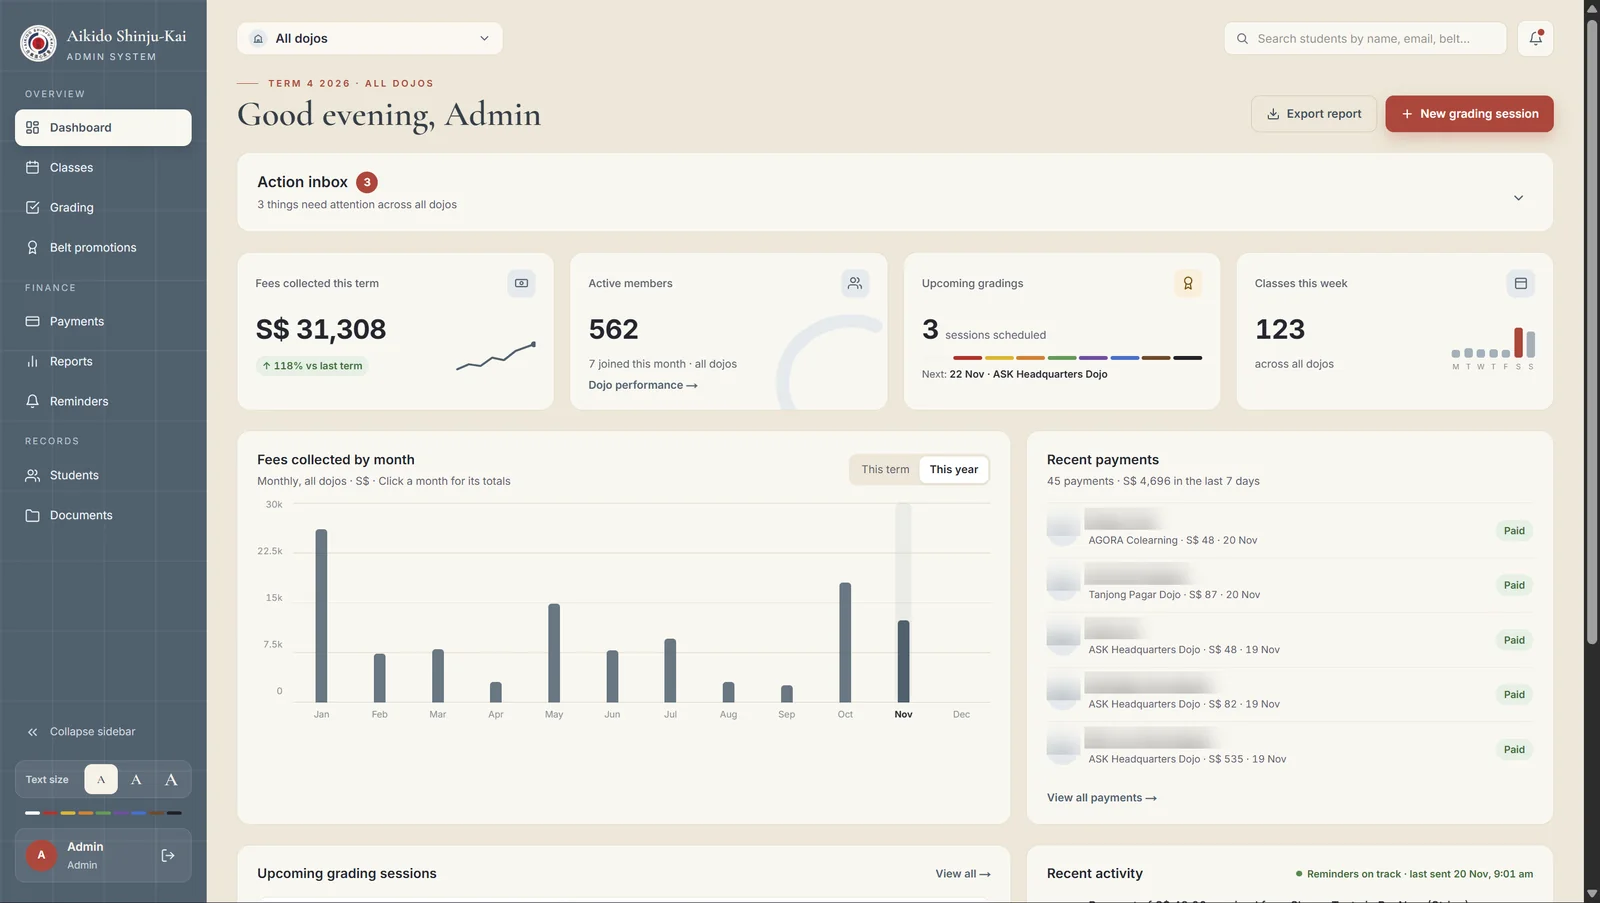 Aikido Shinju-Kai
ADMIN SYSTEM
OVERVIEW
Dashboard
Classes
Grading
Belt promotions
FINANCE
Payments
Reports
Reminders
RECORDS
Students
Documents
Collapse sidebar
Text size A A A
A Admin
Admin
All dojos
Search students by name, email, belt...
TERM 4 2026 · ALL DOJOS
Good evening, Admin
Export report
+ New grading session
Action inbox 3
3 things need attention across all dojos
Fees collected this term
S$ 31,308
↑ 118% vs last term
Active members
562
7 joined this month · all dojos
Dojo performance →
Upcoming gradings
3 sessions scheduled
Next: 22 Nov · ASK Headquarters Dojo
Classes this week
123
across all dojos
M T W T F S S
Fees collected by month
Monthly, all dojos · S$ · Click a month for its totals
This term This year
30k
22.5k
15k
7.5k
0
Jan Feb Mar Apr May Jun Jul Aug Sep Oct Nov Dec
Recent payments
45 payments · S$ 4,696 in the last 7 days
AGORA Colearning · S$ 48 · 20 Nov
Paid
Tanjong Pagar Dojo · S$ 87 · 20 Nov
Paid
ASK Headquarters Dojo · S$ 48 · 19 Nov
Paid
ASK Headquarters Dojo · S$ 82 · 19 Nov
Paid
ASK Headquarters Dojo · S$ 535 · 19 Nov
Paid
View all payments →
Upcoming grading sessions
View all →
Recent activity
Reminders on track · last sent 20 Nov, 9:01 am